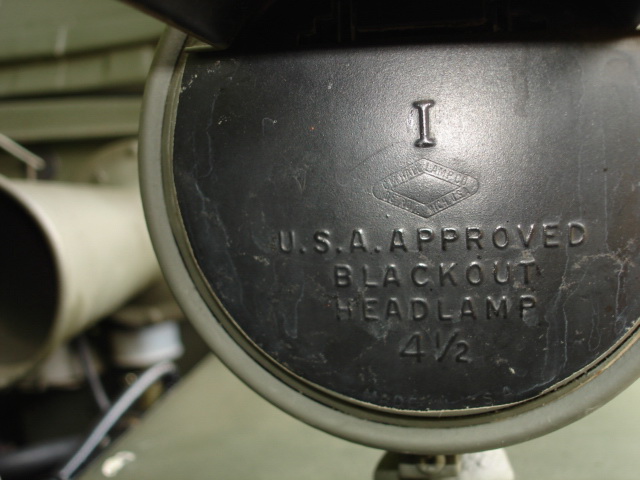 I
U.S.A. APPROVED
BLACKOUT
HEADLAMP
4½